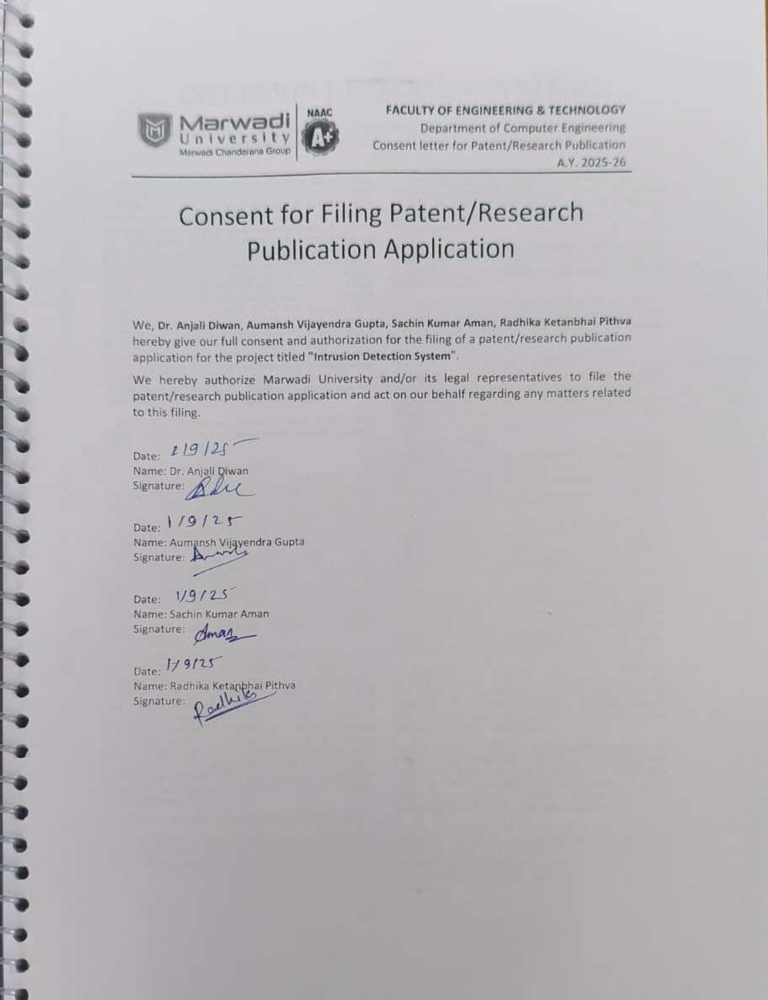 Marwadi
University
Marwadi Chandarana Group
NAAC
A+
FACULTY OF ENGINEERING & TECHNOLOGY
Department of Computer Engineering
Consent letter for Patent/Research Publication
A.Y. 2025-26
Consent for Filing Patent/Research
Publication Application
We, Dr. Anjali Diwan, Aumansh Vijayendra Gupta, Sachin Kumar Aman, Radhika Ketanbhai Pithva
hereby give our full consent and authorization for the filing of a patent/research publication
application for the project titled "Intrusion Detection System".
We hereby authorize Marwadi University and/or its legal representatives to file the
patent/research publication application and act on our behalf regarding any matters related
to this filing.
Date: /9/25
Name: Dr. Anjali Diwan
Signature:
Date: 1/9/25
Name: Aumansh Vijayendra Gupta
Signature:
Date: 1/9/25
Name: Sachin Kumar Aman
Signature: Aman
Date: 1/9/25
Name: Radhika Ketanbhai Pithva
Signature: Radhika